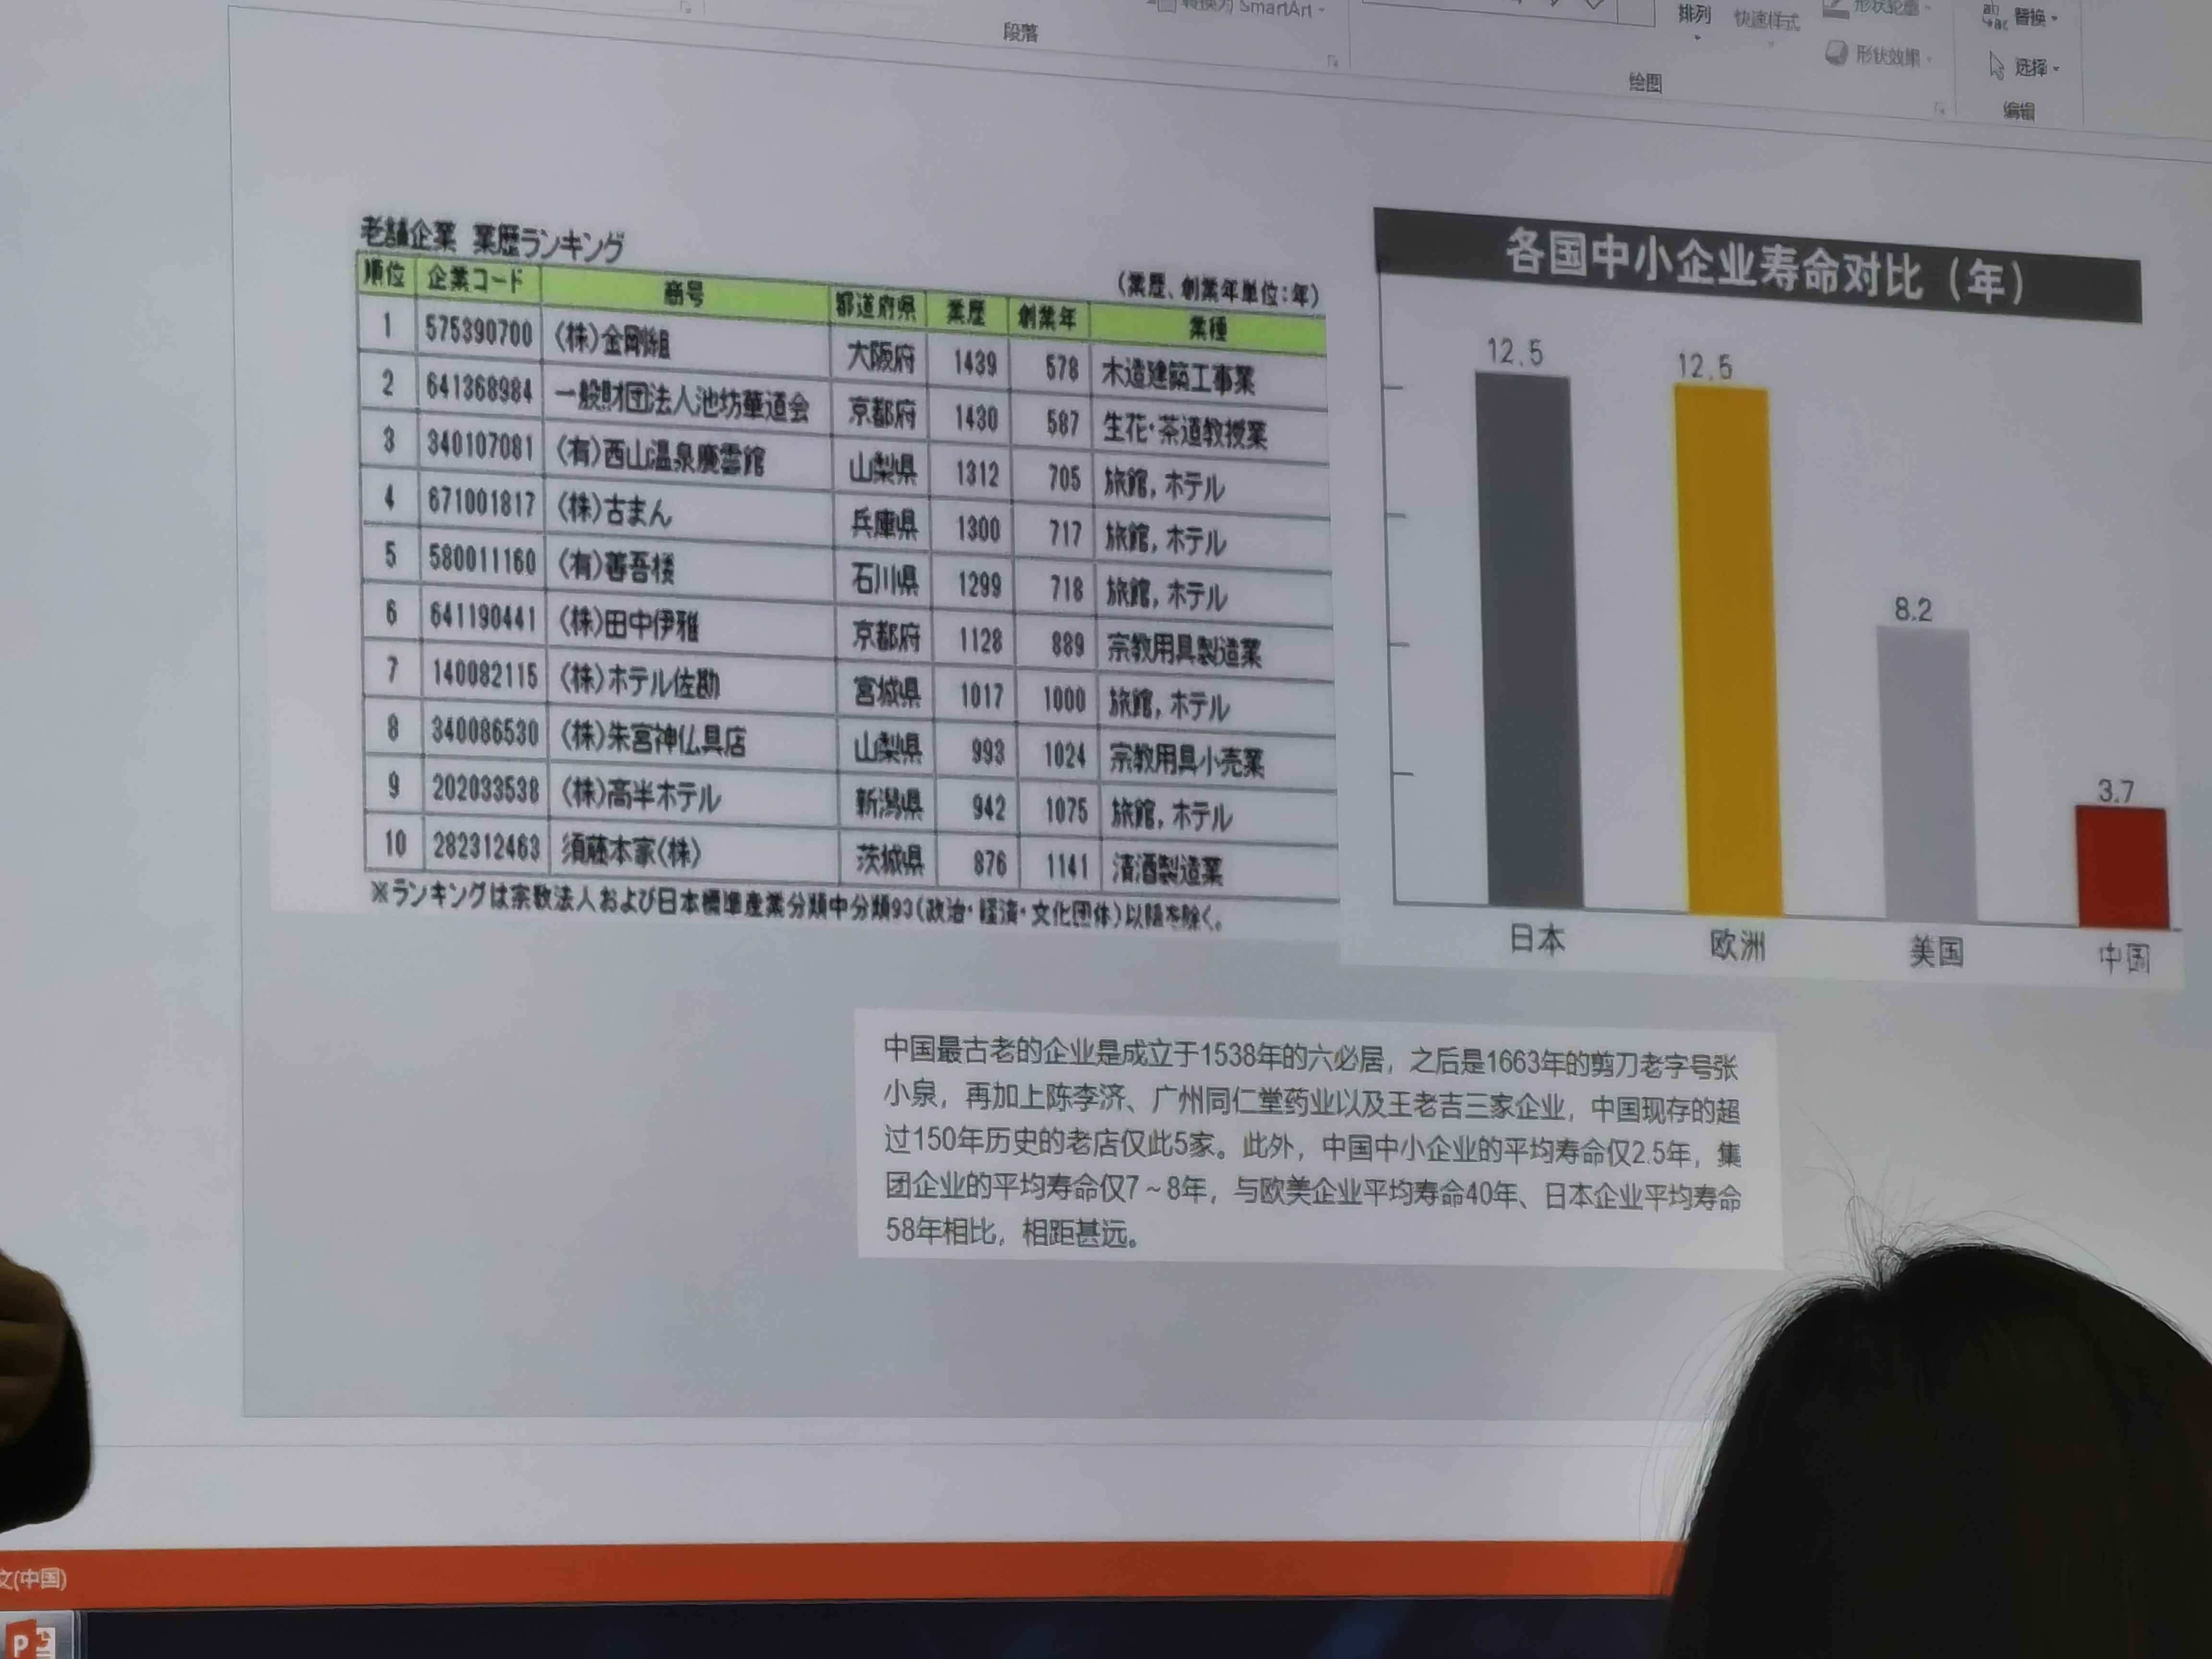 转换为 SmartArt
段落
排列
快速样式
形状轮廓
形状效果
绘图
替换
选择
编辑
老舗企業 業歴ランキング
(業歴、創業年単位:年)
順位 企業コード 商号 都道府県 業歴 創業年 業種
1 575390700 (株)金剛組 大阪府 1439 578 木造建築工事業
2 641368984 一般財団法人池坊華道会 京都府 1430 587 生花・茶道教授業
3 340107081 (有)西山温泉慶雲館 山梨県 1312 705 旅館,ホテル
4 671001817 (株)古まん 兵庫県 1300 717 旅館,ホテル
5 580011160 (有)善吾楼 石川県 1299 718 旅館,ホテル
6 641190441 (株)田中伊雅 京都府 1128 889 宗教用具製造業
7 140082115 (株)ホテル佐勘 宮城県 1017 1000 旅館,ホテル
8 340086530 (株)朱宮神仏具店 山梨県 993 1024 宗教用具小売業
9 202033538 (株)高半ホテル 新潟県 942 1075 旅館,ホテル
10 282312463 須藤本家(株) 茨城県 876 1141 清酒製造業
※ランキングは宗教法人および日本標準産業分類中分類93(政治・経済・文化団体)以降を除く。
各国中小企业寿命对比(年)
12.5
12.5
8.2
3.7
日本 欧洲 美国 中国
中国最古老的企业是成立于1538年的六必居，之后是1663年的剪刀老字号张
小泉，再加上陈李济、广州同仁堂药业以及王老吉三家企业，中国现存的超
过150年历史的老店仅此5家。此外，中国中小企业的平均寿命仅2.5年，集
团企业的平均寿命仅7～8年，与欧美企业平均寿命40年、日本企业平均寿命
58年相比，相距甚远。
文(中国)
P